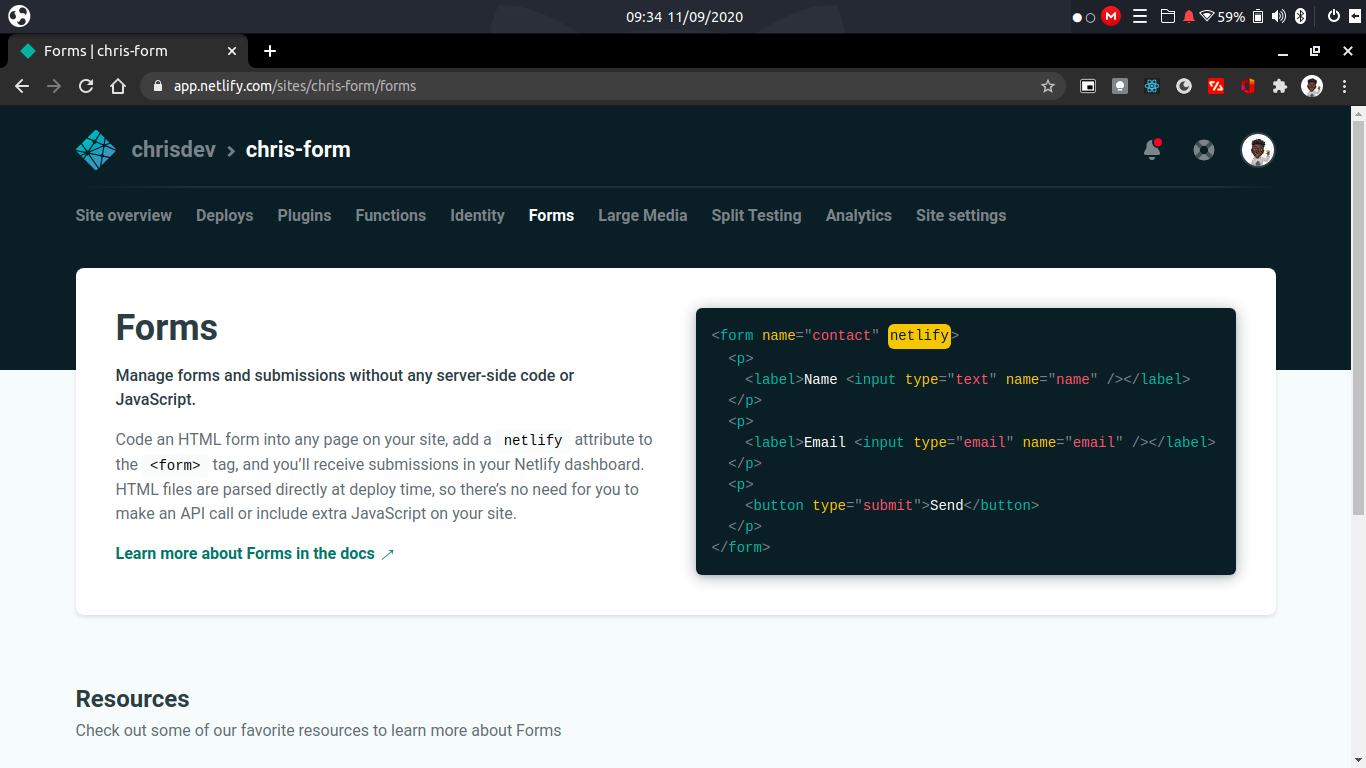 09:34 11/09/2020
59%
Forms | chris-form
app.netlify.com/sites/chris-form/forms
chrisdev › chris-form
Site overview Deploys Plugins Functions Identity Forms Large Media Split Testing Analytics Site settings
Forms
Manage forms and submissions without any server-side code or
JavaScript.
Code an HTML form into any page on your site, add a netlify attribute to
the <form> tag, and you’ll receive submissions in your Netlify dashboard.
HTML files are parsed directly at deploy time, so there’s no need for you to
make an API call or include extra JavaScript on your site.
Learn more about Forms in the docs ↗
<form name="contact" netlify>
<p>
<label>Name <input type="text" name="name" /></label>
</p>
<p>
<label>Email <input type="email" name="email" /></label>
</p>
<p>
<button type="submit">Send</button>
</p>
</form>
Resources
Check out some of our favorite resources to learn more about Forms